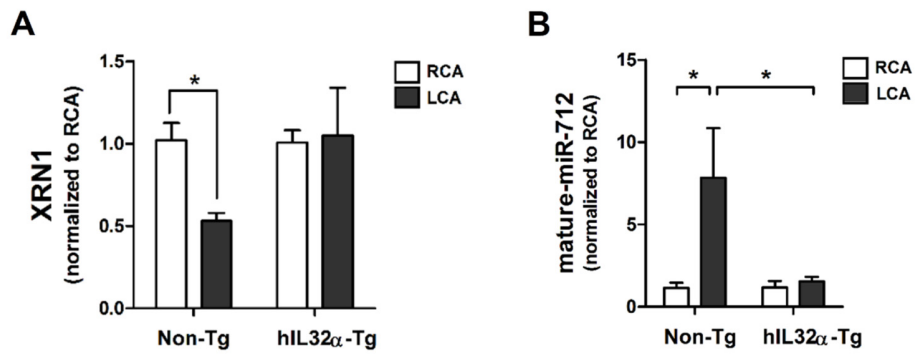 A
XRN1
(normalized to RCA)
1.5
1.0
0.5
0.0
*
RCA
LCA
Non-Tg
hIL32α-Tg
B
mature-miR-712
(normalized to RCA)
15
10
5
0
*
*
RCA
LCA
Non-Tg
hIL32α-Tg